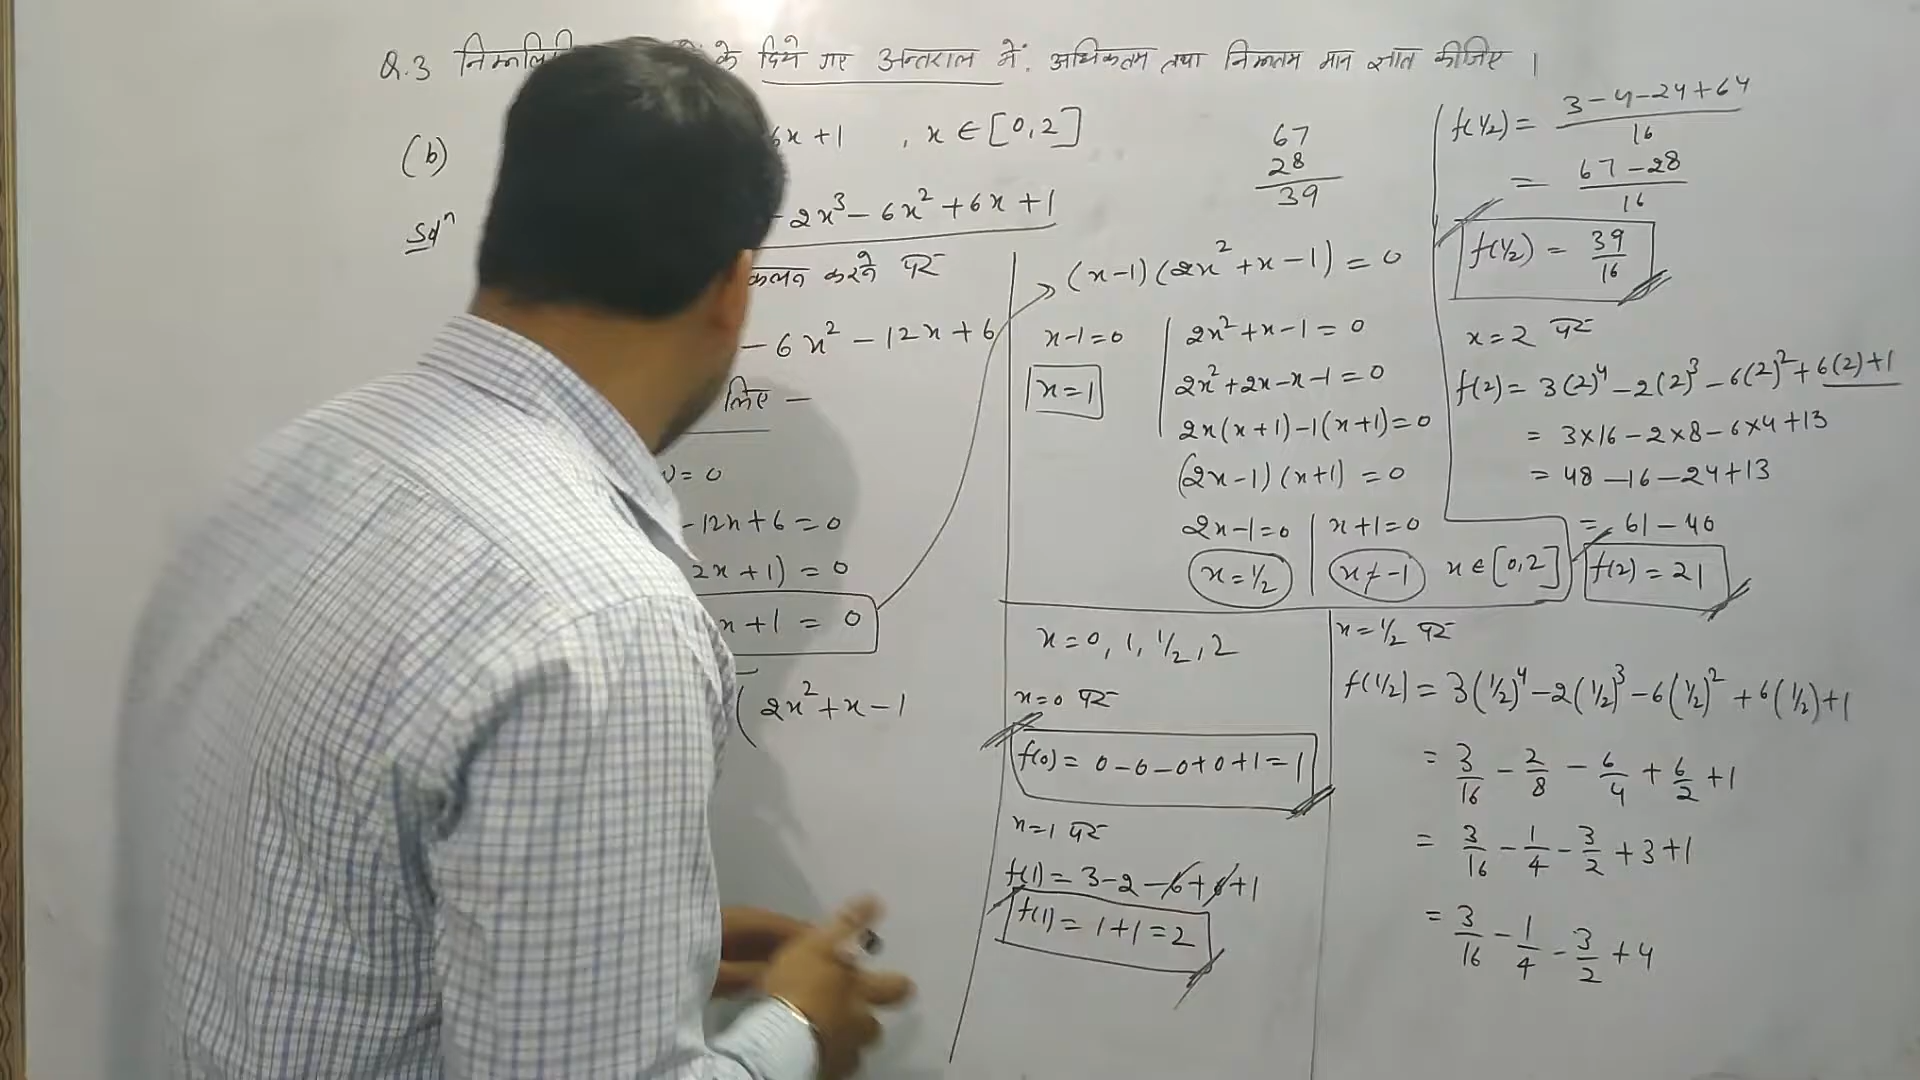 Q.3 के दिये गए अन्तराल में. अधिकतम तथा निम्नतम मान ज्ञात कीजिए ।
(b) 6x+1 , x ∈ [0,2]
Solⁿ - 2x³ - 6x² + 6x + 1
कलन करने पर
- 6x² - 12x + 6
लिए —
= 0
- 12x + 6 = 0
2x + 1) = 0
x + 1 = 0
(2x² + x - 1
67
28
39
(x-1)(2x² + x - 1) = 0
x-1=0
x=1
2x² + x - 1 = 0
2x² + 2x - x - 1 = 0
2x(x+1) - 1(x+1) = 0
(2x-1)(x+1) = 0
2x-1=0 | x+1=0
x=1/2 | x≠-1 x∈[0,2]
x = 0, 1, 1/2, 2
x=0 पर
f(0) = 0-0-0+0+1=1
x=1 पर
f(1) = 3-2-6+6+1
f(1) = 1+1=2
x=1/2 पर
f(1/2) = 3(1/2)⁴ - 2(1/2)³ - 6(1/2)² + 6(1/2)+1
= 3/16 - 2/8 - 6/4 + 6/2 + 1
= 3/16 - 1/4 - 3/2 + 3 + 1
= 3/16 - 1/4 - 3/2 + 4
f(1/2) = 3-4-24+64/16
= 67-28/16
f(1/2) = 39/16
x=2 पर
f(2) = 3(2)⁴ - 2(2)³ - 6(2)² + 6(2)+1
= 3×16 - 2×8 - 6×4 + 13
= 48 - 16 - 24 + 13
= 61 - 40
f(2) = 21